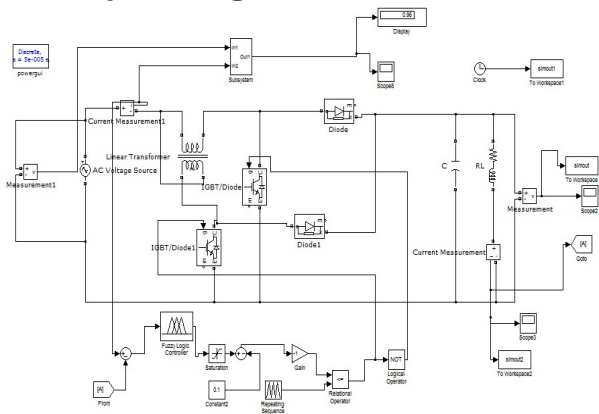 0.96
Display
Discrete,
s = 5e-005 s.
powergui
In1
In2
Out1
Subsystem
Scope8
Clock
simout1
To Workspace1
Current Measurement1
Diode
Linear Transformer
AC Voltage Source
Measurement1
IGBT/Diode
C
RL
simout
To Workspace
Scope2
Measurement
IGBT/Diode1
Diode1
Current Measurement
[A]
Goto
Scope3
simout2
To Workspace2
Fuzzy Logic
Controller
Saturation
-1
Gain
0.1
Constant2
Repeating
Sequence
<=
Relational
Operator
NOT
Logical
Operator
[A]
From